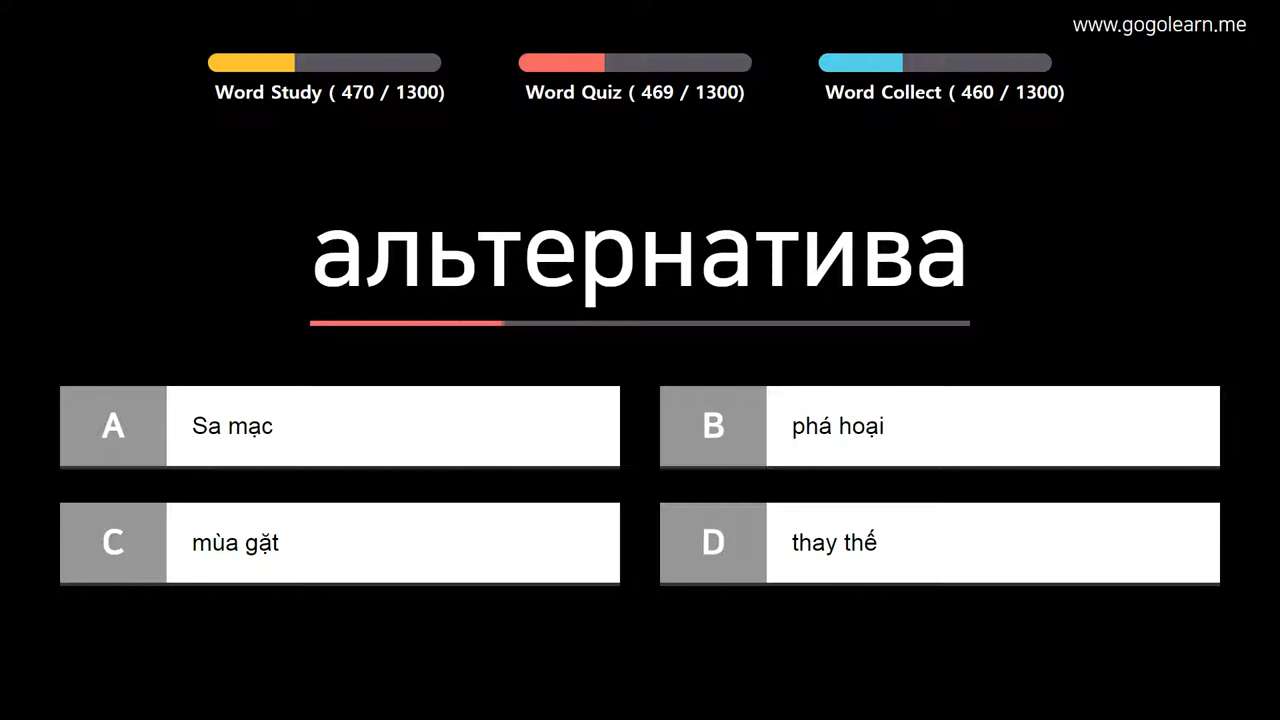 www.gogolearn.me
Word Study ( 470 / 1300)
Word Quiz ( 469 / 1300)
Word Collect ( 460 / 1300)
альтернатива
A
Sa mạc
B
phá hoại
C
mùa gặt
D
thay thế